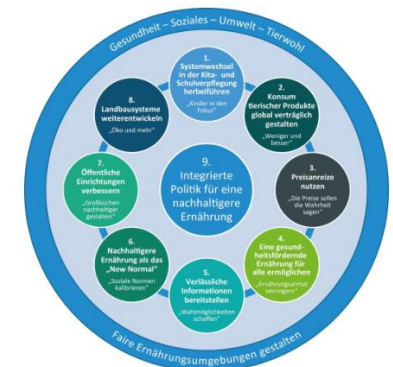 Gesundheit – Soziales – Umwelt – Tierwohl
1.
Systemwechsel
in der Kita- und
Schulverpflegung
herbeiführen
„Kinder in den
Fokus"
2.
Konsum
tierischer Produkte
global verträglich
gestalten
„Weniger und
besser"
3.
Preisanreize
nutzen
„Die Preise sollen
die Wahrheit
sagen"
4.
Eine gesund-
heitsfördernde
Ernährung für
alle ermöglichen
„Ernährungsarmut
verringern"
5.
Verlässliche
Informationen
bereitstellen
„Wahlmöglichkeiten
schaffen"
6.
Nachhaltigere
Ernährung als das
„New Normal"
„Soziale Normen
kalibrieren"
7.
Öffentliche
Einrichtungen
verbessern
„Großküchen
nachhaltiger
gestalten"
8.
Landbausysteme
weiterentwickeln
„Öko und mehr"
9.
Integrierte
Politik für eine
nachhaltigere
Ernährung
Faire Ernährungsumgebungen gestalten